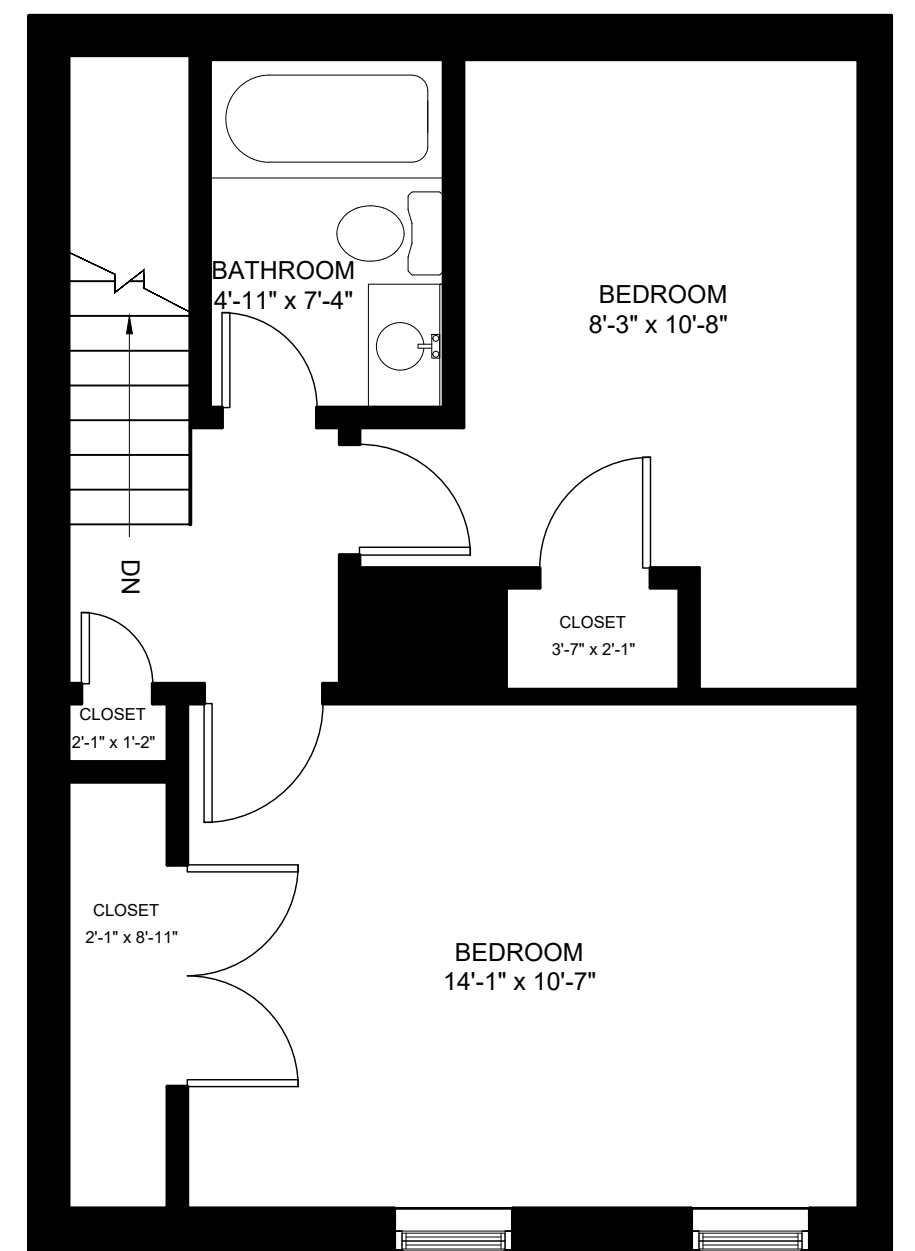 BATHROOM
4'-11" x 7'-4"
BEDROOM
8'-3" x 10'-8"
DN
CLOSET
3'-7" x 2'-1"
CLOSET
2'-1" x 1'-2"
CLOSET
2'-1" x 8'-11"
BEDROOM
14'-1" x 10'-7"